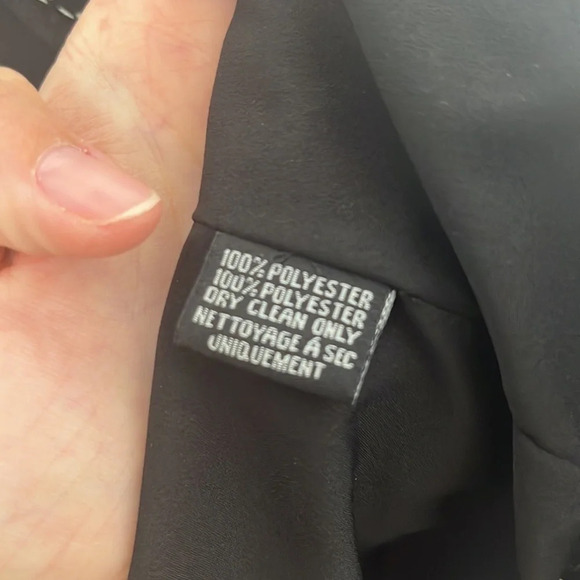 100% POLYESTER
100% POLYESTER
DRY CLEAN ONLY
NETTOYAGE À SEC
UNIQUEMENT